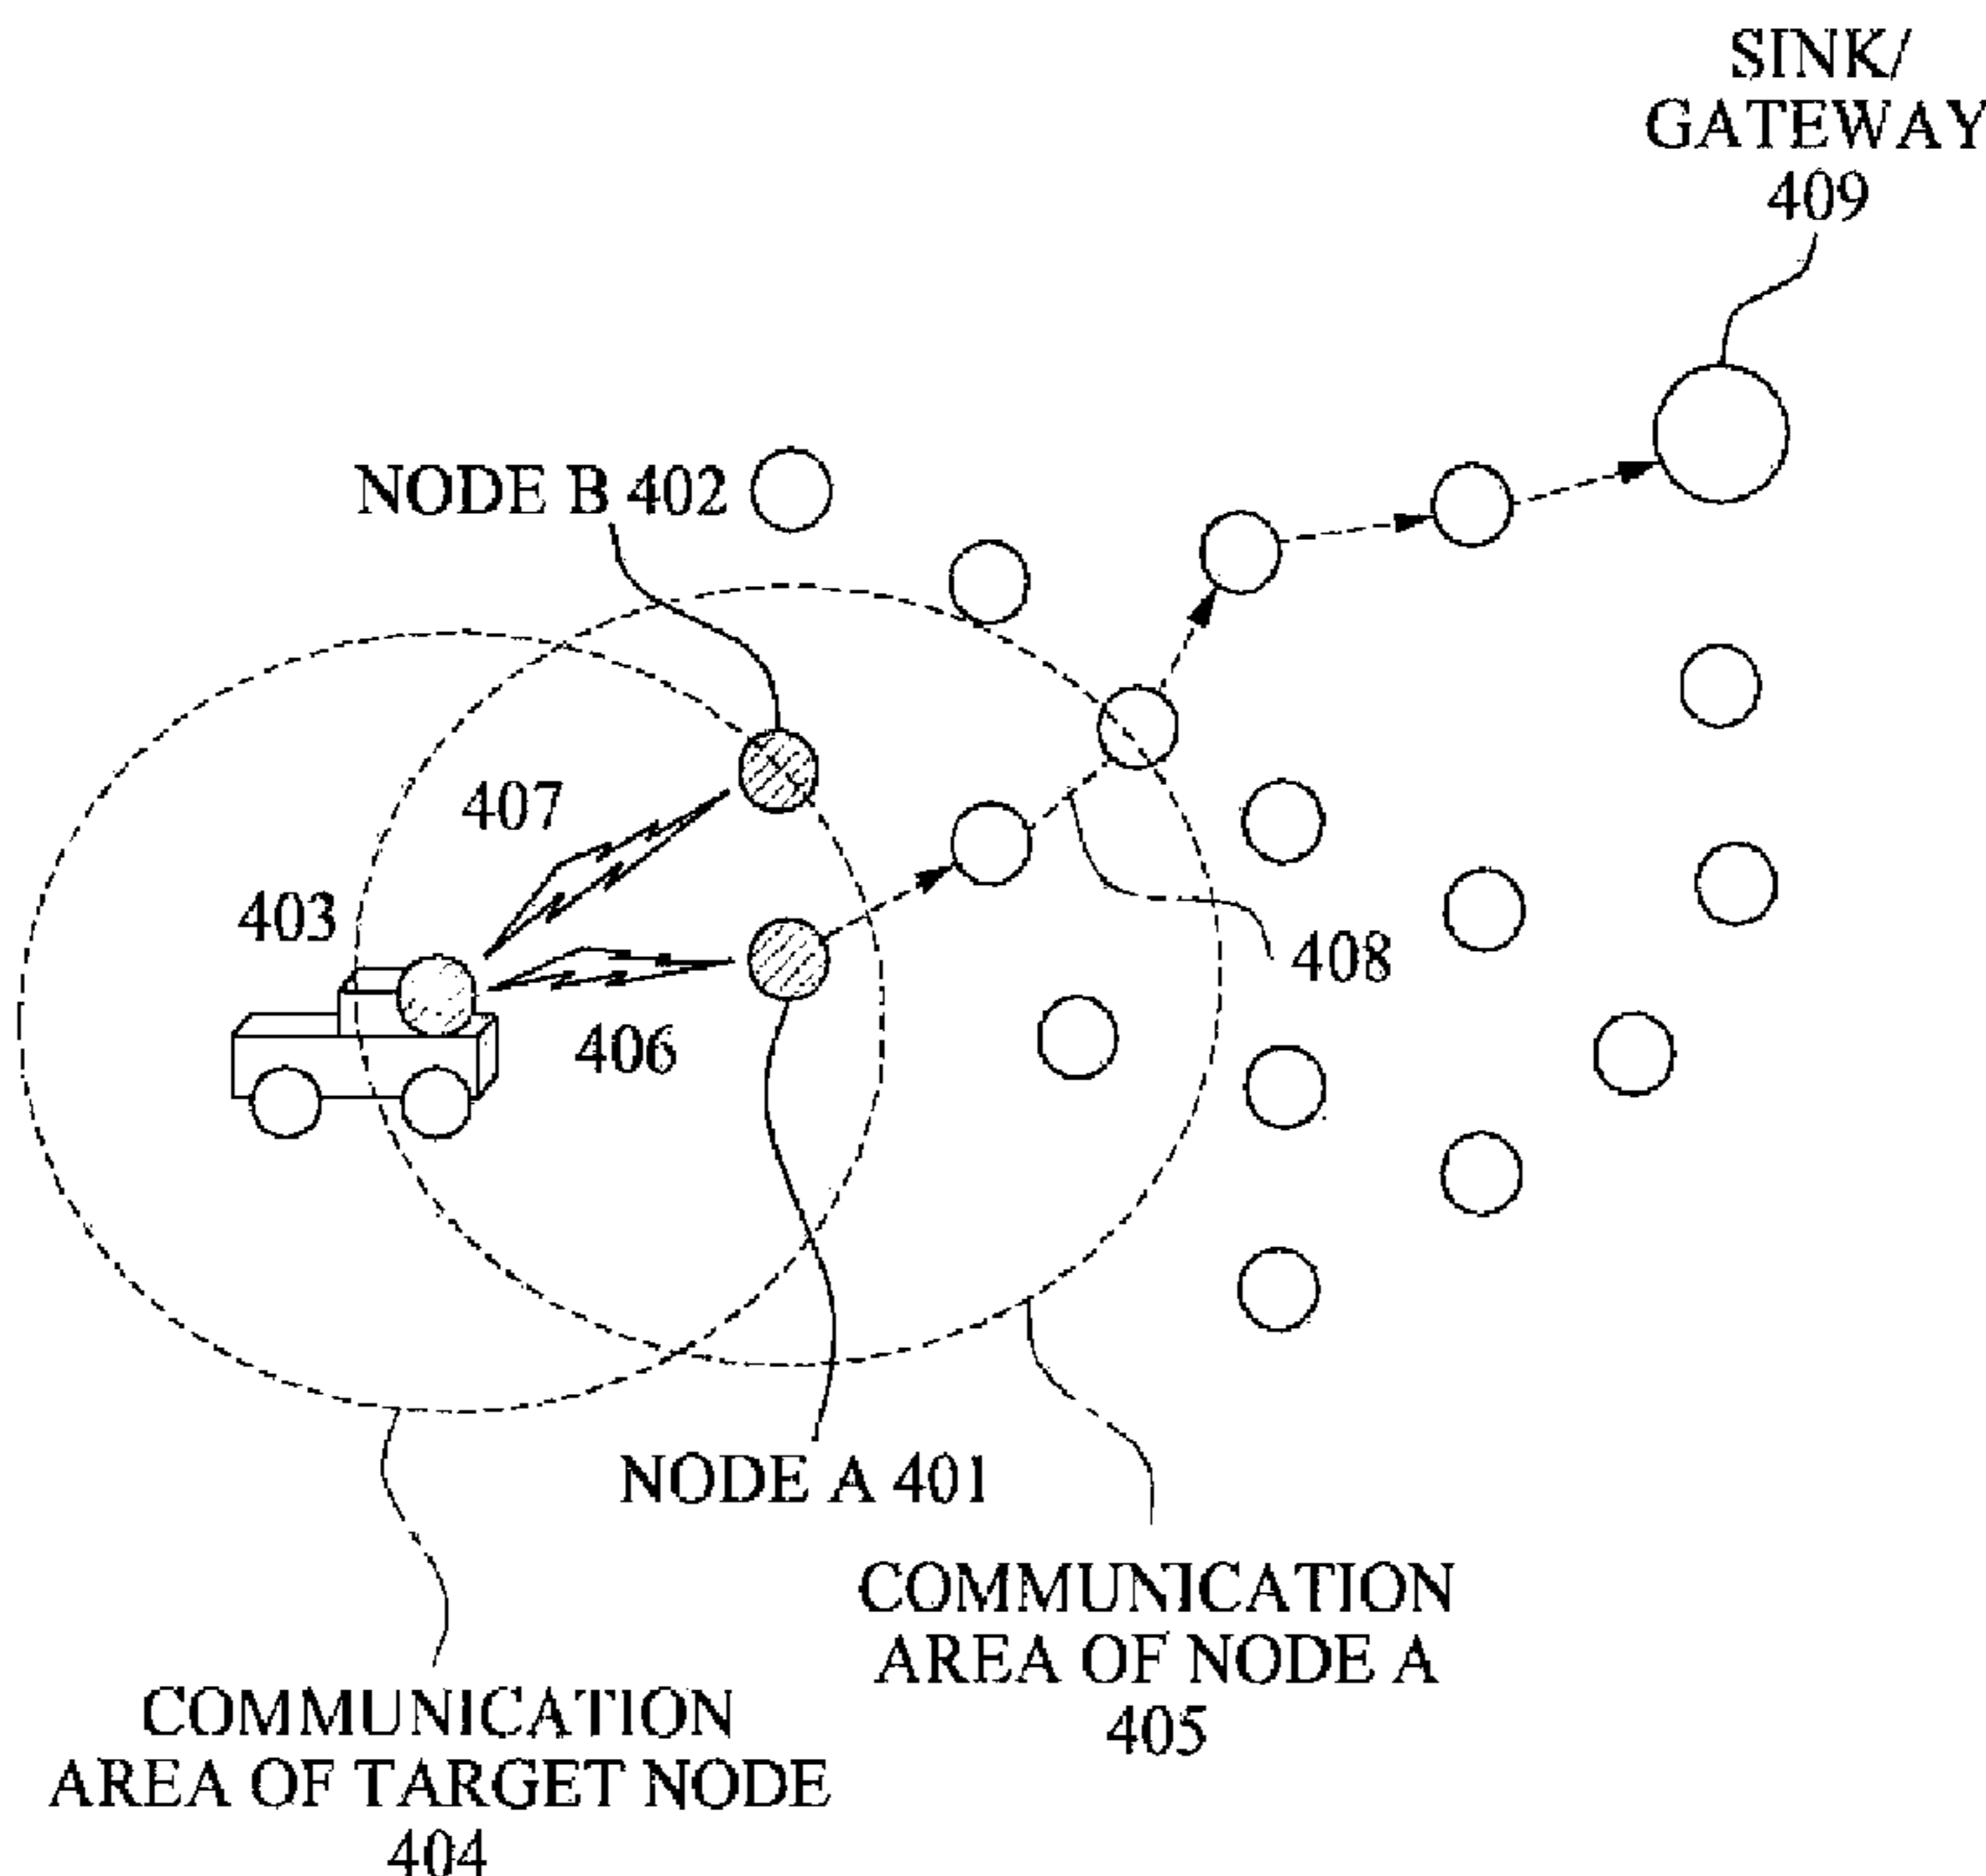 SINK/
GATEWAY
409
NODE B 402
407
403
408
406
NODE A 401
COMMUNICATION
AREA OF NODE A
405
COMMUNICATION
AREA OF TARGET NODE
404